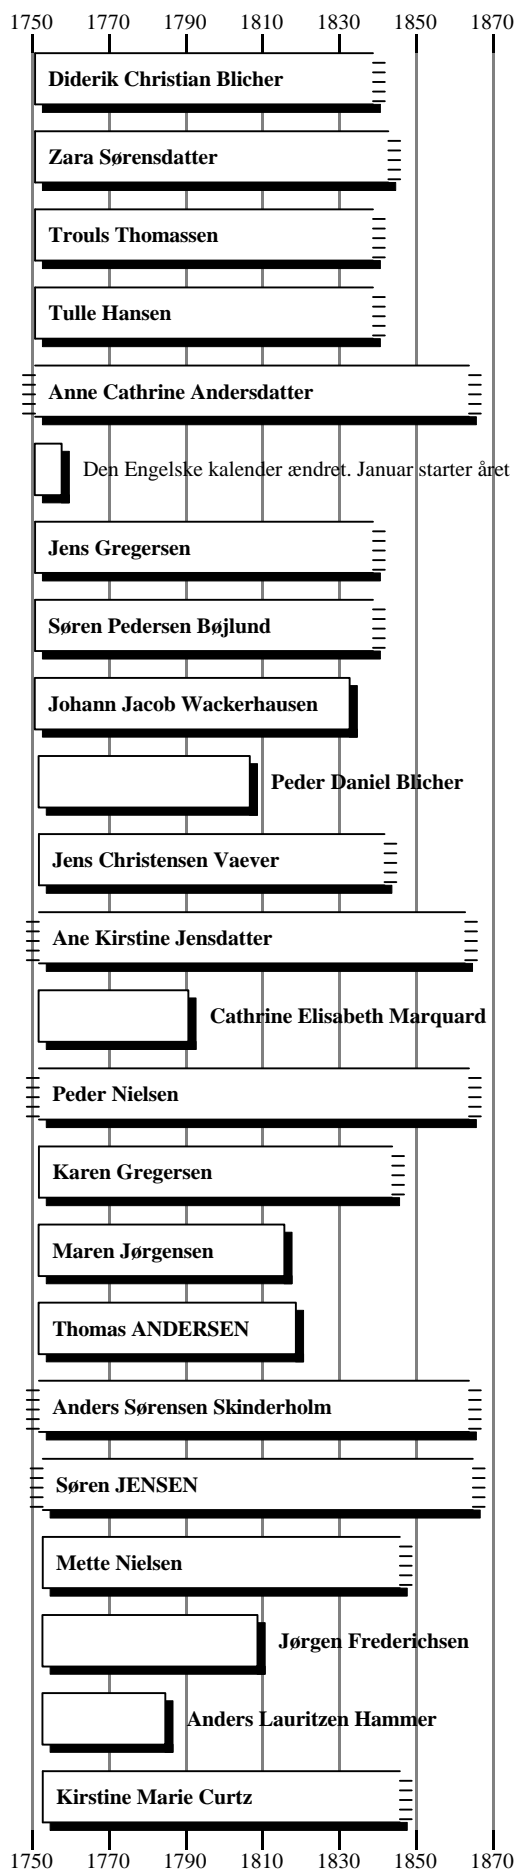 1750 1770 1790 1810 1830 1850 1870
Diderik Christian Blicher
Zara Sørensdatter
Trouls Thomassen
Tulle Hansen
Anne Cathrine Andersdatter
Den Engelske kalender ændret. Januar starter året
Jens Gregersen
Søren Pedersen Bøjlund
Johann Jacob Wackerhausen
Peder Daniel Blicher
Jens Christensen Vaever
Ane Kirstine Jensdatter
Cathrine Elisabeth Marquard
Peder Nielsen
Karen Gregersen
Maren Jørgensen
Thomas ANDERSEN
Anders Sørensen Skinderholm
Søren JENSEN
Mette Nielsen
Jørgen Frederichsen
Anders Lauritzen Hammer
Kirstine Marie Curtz
1750 1770 1790 1810 1830 1850 1870